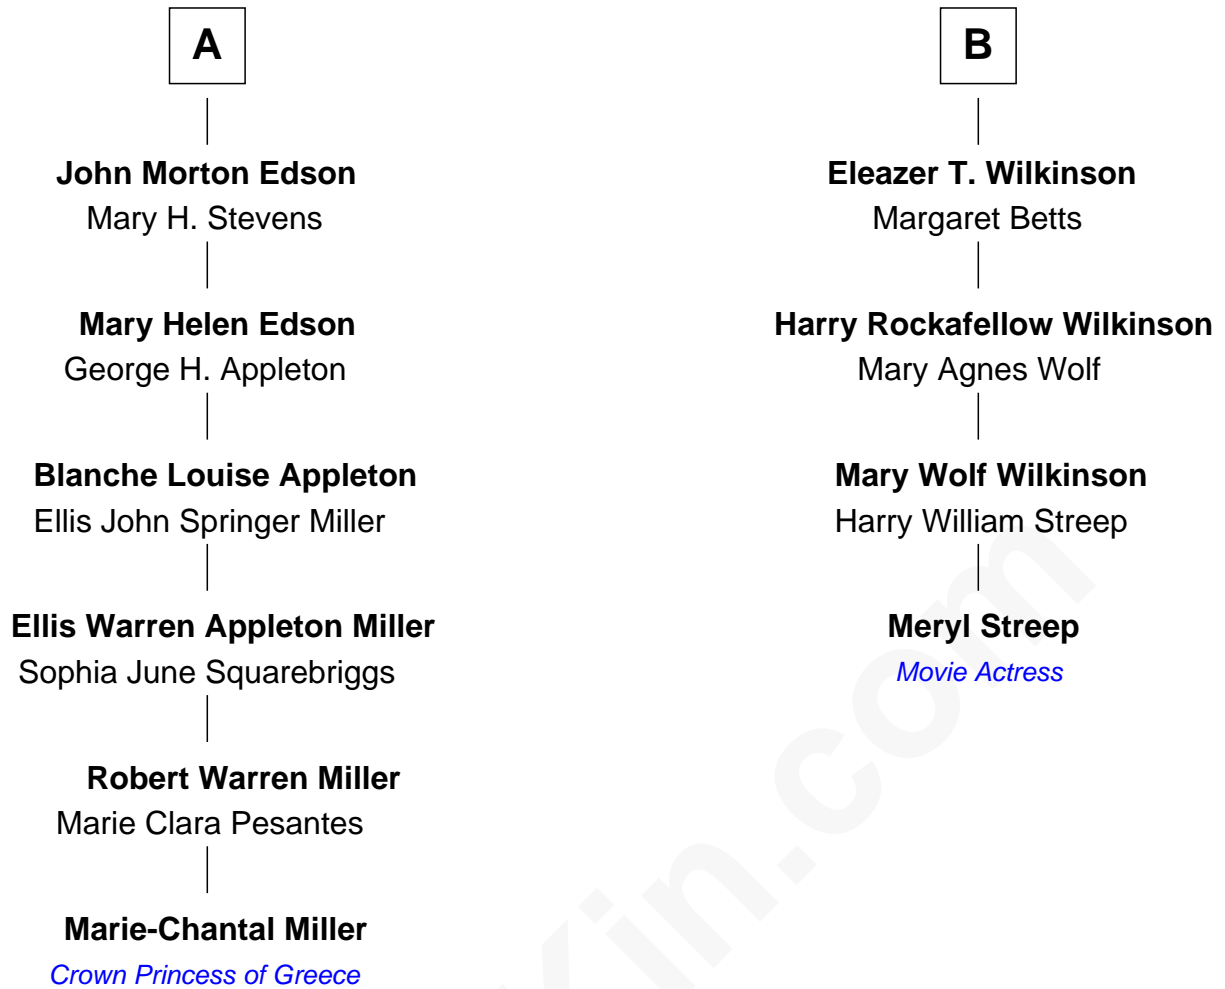 A
John Morton Edson
Mary H. Stevens
Mary Helen Edson
George H. Appleton
Blanche Louise Appleton
Ellis John Springer Miller
Ellis Warren Appleton Miller
Sophia June Squarebriggs
Robert Warren Miller
Marie Clara Pesantes
Marie-Chantal Miller
Crown Princess of Greece
B
Eleazer T. Wilkinson
Margaret Betts
Harry Rockafellow Wilkinson
Mary Agnes Wolf
Mary Wolf Wilkinson
Harry William Streep
Meryl Streep
Movie Actress
Kin.com